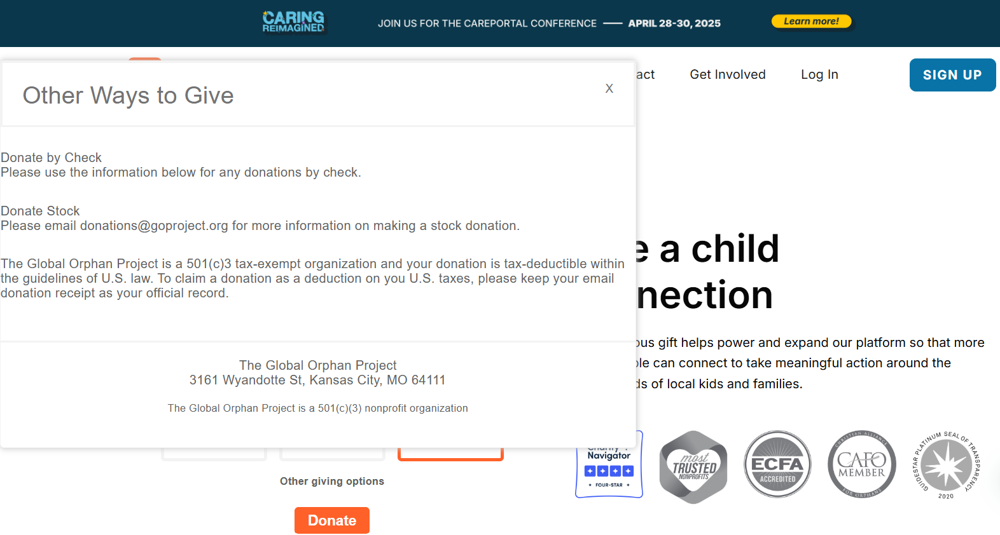 CARING
REIMAGINED
JOIN US FOR THE CAREPORTAL CONFERENCE — APRIL 28-30, 2025
Learn more!
act
Get Involved
Log In
SIGN UP
Other Ways to Give
X
Donate by Check
Please use the information below for any donations by check.
Donate Stock
Please email donations@goproject.org for more information on making a stock donation.
The Global Orphan Project is a 501(c)3 tax-exempt organization and your donation is tax-deductible within
the guidelines of U.S. law. To claim a donation as a deduction on you U.S. taxes, please keep your email
donation receipt as your official record.
The Global Orphan Project
3161 Wyandotte St, Kansas City, MO 64111
The Global Orphan Project is a 501(c)(3) nonprofit organization
e a child
nection
ous gift helps power and expand our platform so that more
ple can connect to take meaningful action around the
ds of local kids and families.
Charity
Navigator
FOUR-STAR
most
TRUSTED
NONPROFITS
ECFA
ACCREDITED
CHRISTIAN ALLIANCE
CAFO
MEMBER
FOR ORPHANS
GUIDESTAR PLATINUM SEAL OF TRANSPARENCY
2020
Other giving options
Donate